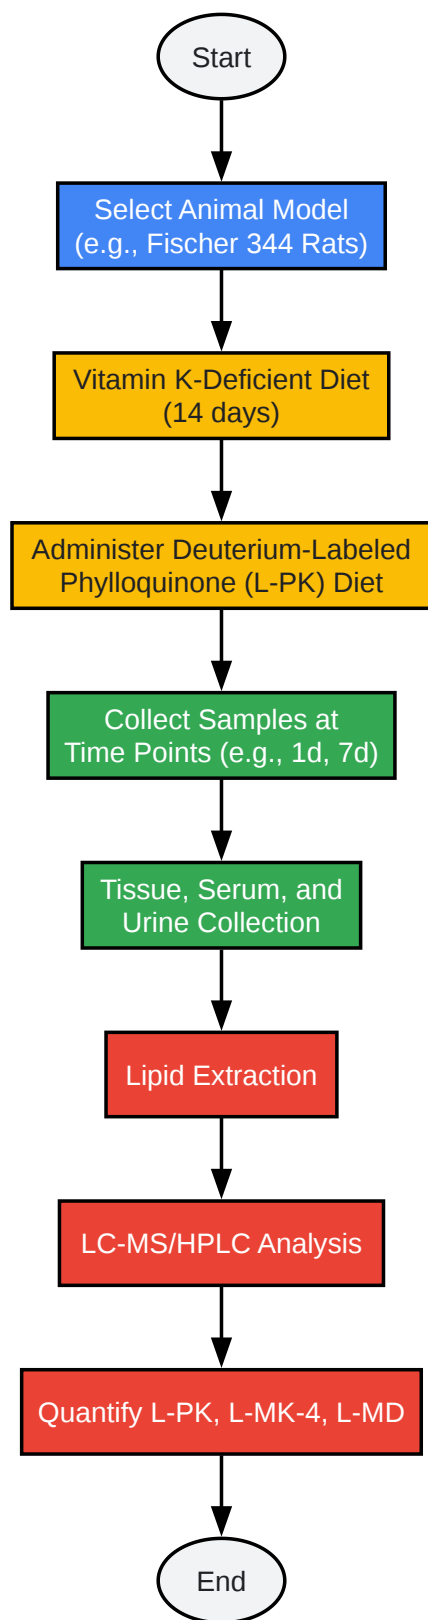 Start
Select Animal Model
(e.g., Fischer 344 Rats)
Vitamin K-Deficient Diet
(14 days)
Administer Deuterium-Labeled
Phylloquinone (L-PK) Diet
Collect Samples at
Time Points (e.g., 1d, 7d)
Tissue, Serum, and
Urine Collection
Lipid Extraction
LC-MS/HPLC Analysis
Quantify L-PK, L-MK-4, L-MD
End